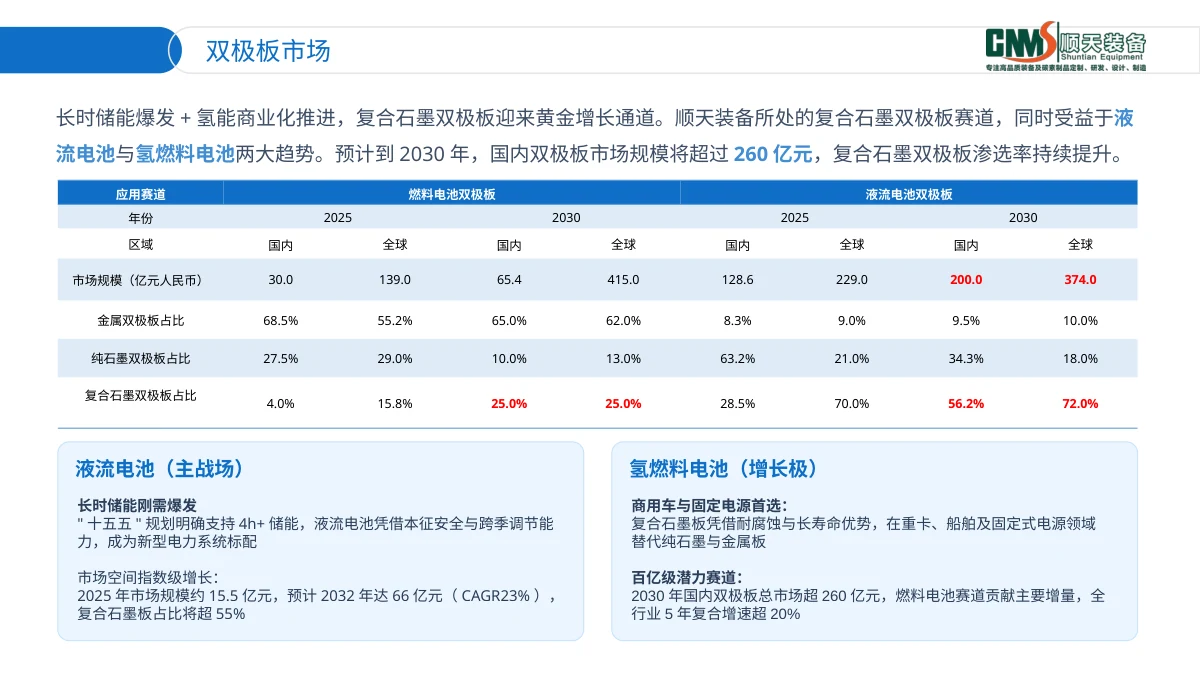 双极板市场
CNMS 顺天装备
Shuntian Equipment
专注高品质装备及碳素制品定制、研发、设计、制造
长时储能爆发 + 氢能商业化推进，复合石墨双极板迎来黄金增长通道。顺天装备所处的复合石墨双极板赛道，同时受益于液
流电池与氢燃料电池两大趋势。预计到 2030 年，国内双极板市场规模将超过 260 亿元，复合石墨双极板渗透率持续提升。
应用赛道 燃料电池双极板 液流电池双极板
年份 2025 2030 2025 2030
区域 国内 全球 国内 全球 国内 全球 国内 全球
市场规模（亿元人民币） 30.0 139.0 65.4 415.0 128.6 229.0 200.0 374.0
金属双极板占比 68.5% 55.2% 65.0% 62.0% 8.3% 9.0% 9.5% 10.0%
纯石墨双极板占比 27.5% 29.0% 10.0% 13.0% 63.2% 21.0% 34.3% 18.0%
复合石墨双极板占比 4.0% 15.8% 25.0% 25.0% 28.5% 70.0% 56.2% 72.0%
液流电池（主战场）
长时储能刚需爆发
" 十五五 " 规划明确支持 4h+ 储能，液流电池凭借本征安全与跨季调节能
力，成为新型电力系统标配
市场空间指数级增长：
2025 年市场规模约 15.5 亿元，预计 2032 年达 66 亿元（ CAGR23% ），
复合石墨板占比将超 55%
氢燃料电池（增长极）
商用车与固定电源首选：
复合石墨板凭借耐腐蚀与长寿命优势，在重卡、船舶及固定式电源领域
替代纯石墨与金属板
百亿级潜力赛道：
2030 年国内双极板总市场超 260 亿元，燃料电池赛道贡献主要增量，全
行业 5 年复合增速超 20%